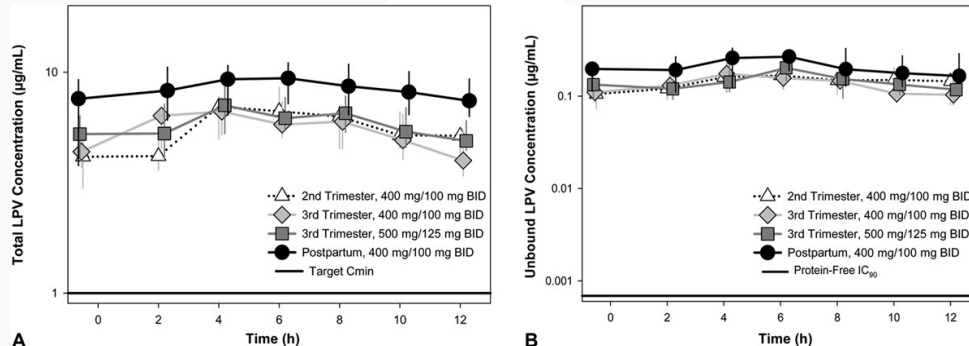 Total LPV Concentration (µg/mL)
10
1
2nd Trimester, 400 mg/100 mg BID
3rd Trimester, 400 mg/100 mg BID
3rd Trimester, 500 mg/125 mg BID
Postpartum, 400 mg/100 mg BID
Target Cmin
0 2 4 6 8 10 12
Time (h)
A
Unbound LPV Concentration (µg/mL)
0.1
0.01
0.001
2nd Trimester, 400 mg/100 mg BID
3rd Trimester, 400 mg/100 mg BID
3rd Trimester, 500 mg/125 mg BID
Postpartum, 400 mg/100 mg BID
Protein-Free IC₉₀
0 2 4 6 8 10 12
Time (h)
B